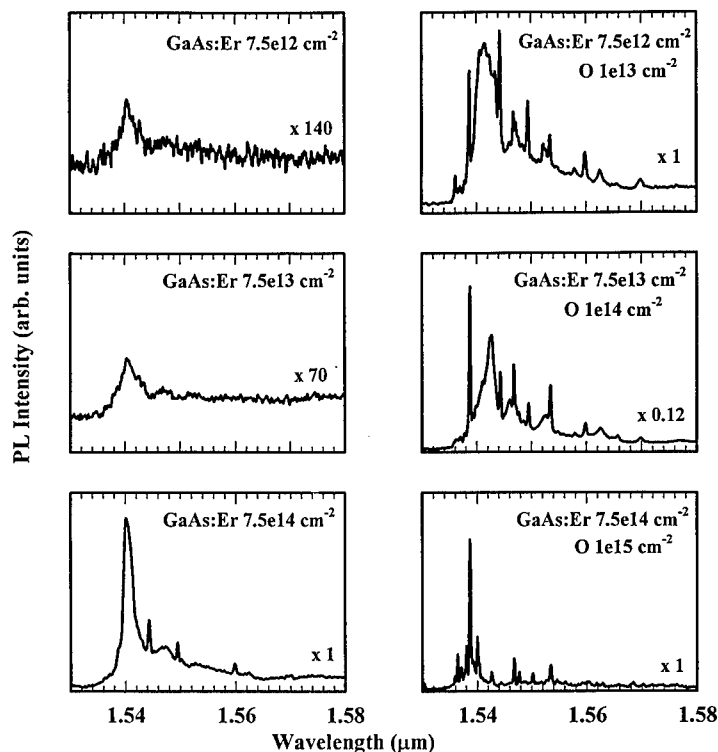 GaAs:Er 7.5e12 cm⁻²
x 140
GaAs:Er 7.5e12 cm⁻²
O 1e13 cm⁻²
x 1
GaAs:Er 7.5e13 cm⁻²
x 70
GaAs:Er 7.5e13 cm⁻²
O 1e14 cm⁻²
x 0.12
PL Intensity (arb. units)
GaAs:Er 7.5e14 cm⁻²
x 1
GaAs:Er 7.5e14 cm⁻²
O 1e15 cm⁻²
x 1
1.54 1.56 1.58 1.54 1.56 1.58
Wavelength (μm)